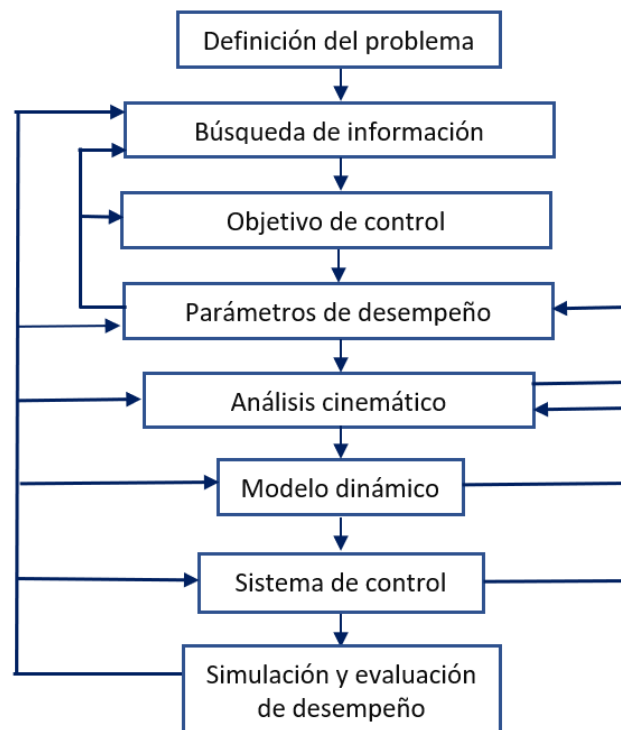 Definición del problema
Búsqueda de información
Objetivo de control
Parámetros de desempeño
Análisis cinemático
Modelo dinámico
Sistema de control
Simulación y evaluación
de desempeño